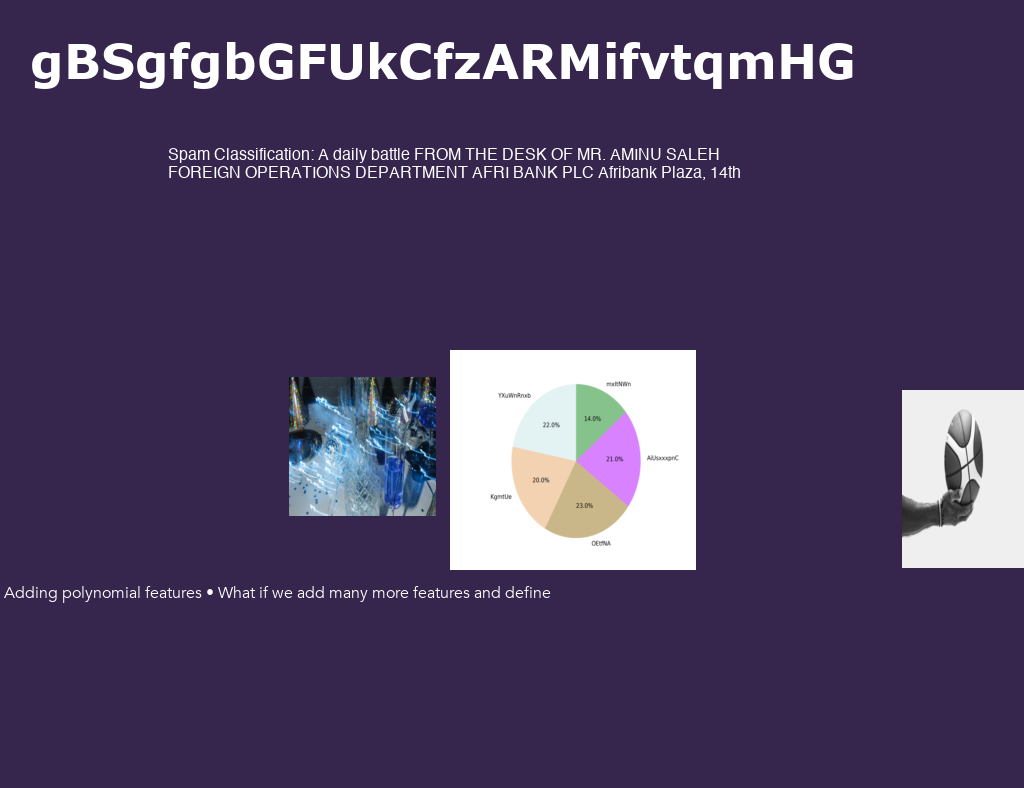 gBSgfgbGFUkCfzARMifvtqmHG
Spam Classification: A daily battle FROM THE DESK OF MR. AMINU SALEH
FOREIGN OPERATIONS DEPARTMENT AFRI BANK PLC Afribank Plaza, 14th
mxltNWn
YXuWnRnxb
14.0%
22.0%
AiUsxxxpnC
21.0%
20.0%
KgmtUe
23.0%
OEtfNA
Adding polynomial features • What if we add many more features and define